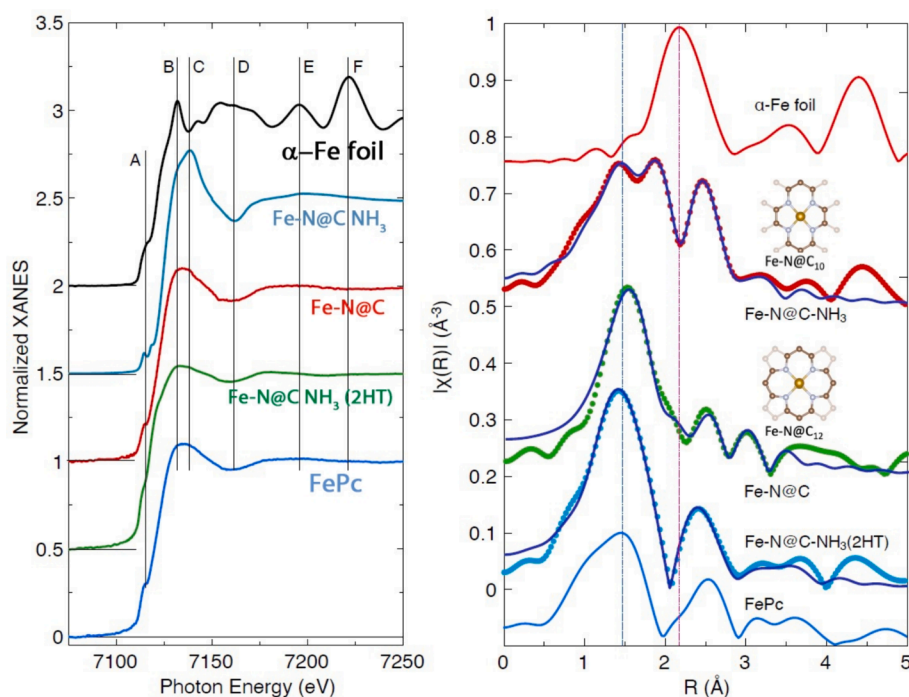 3.5
3
2.5
2
1.5
1
0.5
0
Normalized XANES
A
B
C
D
E
F
α–Fe foil
Fe-N@C NH3
Fe-N@C
Fe-N@C NH3 (2HT)
FePc
7100
7150
7200
7250
Photon Energy (eV)
1
0.9
0.8
0.7
0.6
0.5
0.4
0.3
0.2
0.1
0
|χ(R)| (Å-3)
α-Fe foil
Fe-N@C10
Fe-N@C-NH3
Fe-N@C12
Fe-N@C
Fe-N@C-NH3(2HT)
FePc
0
1
2
3
4
5
R (Å)